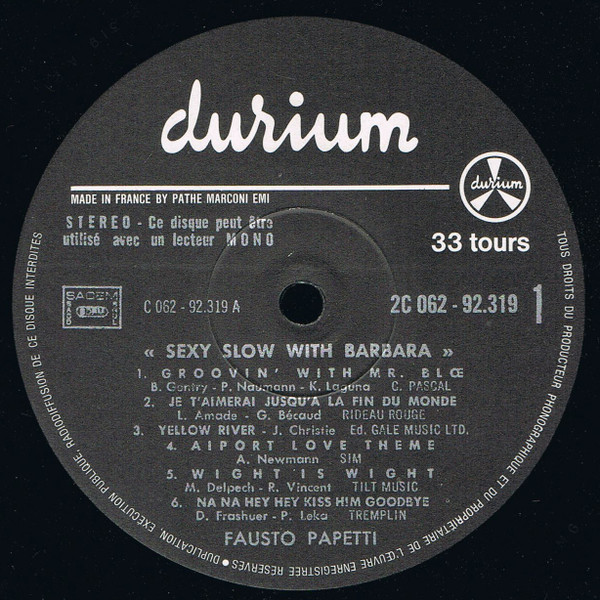 durium
durium
MADE IN FRANCE BY PATHE MARCONI EMI
STEREO - Ce disque peut être
utilisé avec un lecteur MONO
33 tours
SACEM
C 062 - 92.319 A
2C 062 - 92.319 1
« SEXY SLOW WITH BARBARA »
1. GROOVIN' WITH MR. BLŒ
B. Gentry - P. Naumann - K. Laguna C. PASCAL
2. JE T'AIMERAI JUSQU'A LA FIN DU MONDE
L. Amade - G. Bécaud RIDEAU ROUGE
3. YELLOW RIVER - J. Christie Ed. GALE MUSIC LTD.
4. AIPORT LOVE THEME
A. Newmann SIM
5. WIGHT IS WIGHT
M. Delpech - R. Vincent TILT MUSIC
6. NA NA HEY HEY KISS HIM GOODBYE
D. Frashuer - P. Leka TREMPLIN
FAUSTO PAPETTI
TOUS DROITS DU PRODUCTEUR PHONOGRAPHIQUE ET DU PROPRIETAIRE DE L'ŒUVRE ENREGISTREE RESERVES ● DUPLICATION, EXECUTION PUBLIQUE, RADIODIFFUSION DE CE DISQUE INTERDITES